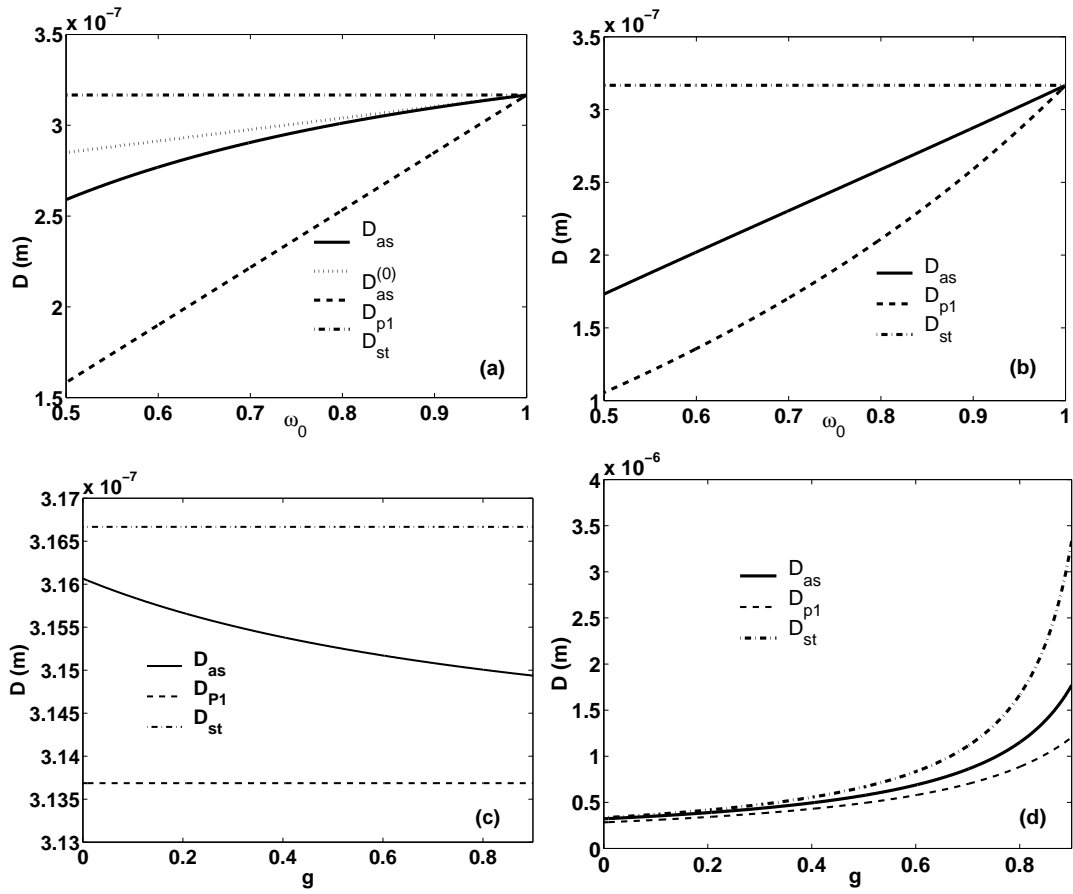 x 10⁻⁷
3.5
3
2.5
2
1.5
D (m)
D_as
D_as^(0)
D_p1
D_st
(a)
0.5 0.6 0.7 0.8 0.9 1
ω₀
x 10⁻⁷
3.5
3
2.5
2
1.5
1
D (m)
D_as
D_p1
D_st
(b)
0.5 0.6 0.7 0.8 0.9 1
ω₀
x 10⁻⁷
3.17
3.165
3.16
3.155
3.15
3.145
3.14
3.135
3.13
D (m)
D_as
D_P1
D_st
(c)
0 0.2 0.4 0.6 0.8
g
x 10⁻⁶
4
3.5
3
2.5
2
1.5
1
0.5
0
D (m)
D_as
D_p1
D_st
(d)
0 0.2 0.4 0.6 0.8
g